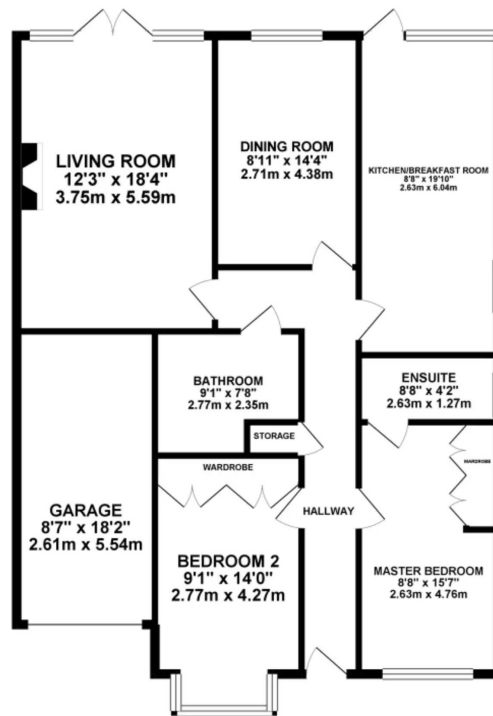 LIVING ROOM
12'3" x 18'4"
3.75m x 5.59m
DINING ROOM
8'11" x 14'4"
2.71m x 4.38m
KITCHEN/BREAKFAST ROOM
8'8" x 19'10"
2.63m x 6.04m
BATHROOM
9'1" x 7'8"
2.77m x 2.35m
STORAGE
ENSUITE
8'8" x 4'2"
2.63m x 1.27m
WARDROBE
WARDROBE
GARAGE
8'7" x 18'2"
2.61m x 5.54m
HALLWAY
BEDROOM 2
9'1" x 14'0"
2.77m x 4.27m
MASTER BEDROOM
8'8" x 15'7"
2.63m x 4.76m